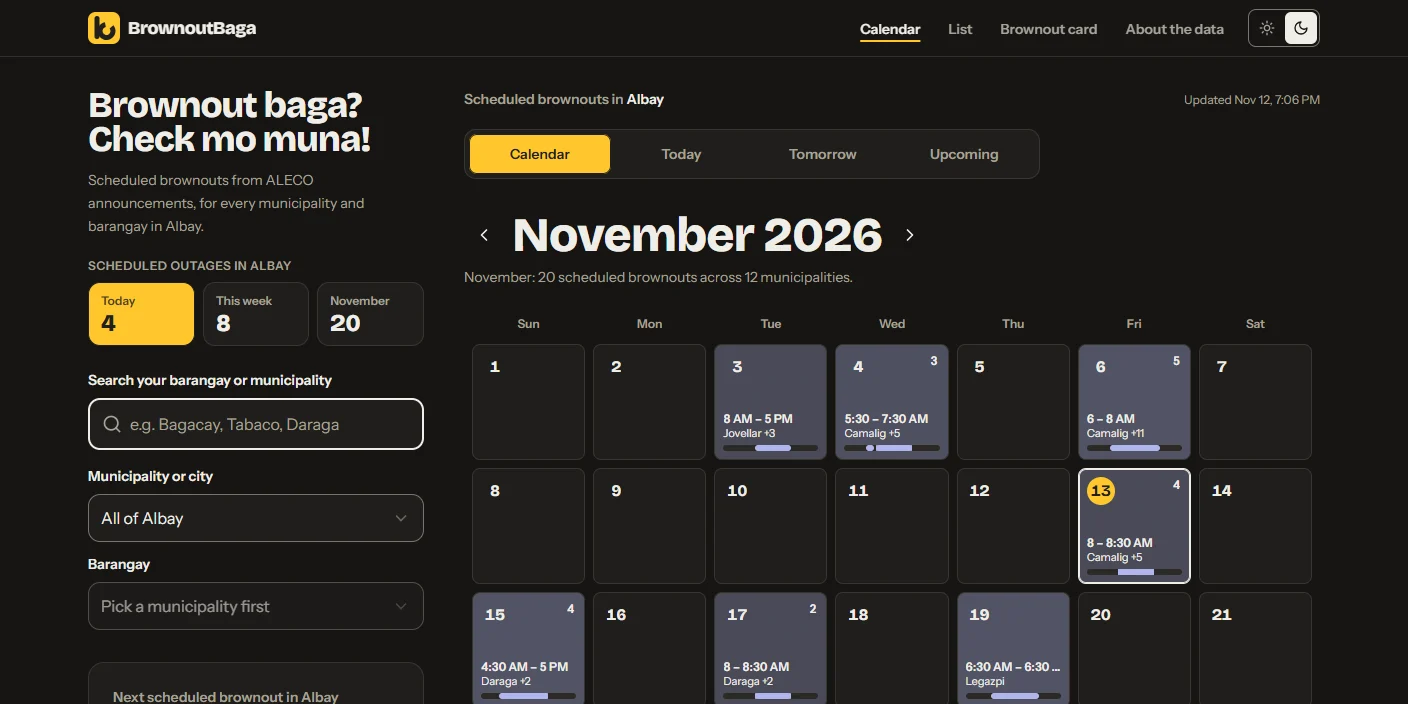 BrownoutBaga
Calendar
List
Brownout card
About the data
Brownout baga?
Check mo muna!
Scheduled brownouts from ALECO
announcements, for every municipality and
barangay in Albay.
SCHEDULED OUTAGES IN ALBAY
Today
4
This week
8
November
20
Search your barangay or municipality
e.g. Bagacay, Tabaco, Daraga
Municipality or city
All of Albay
Barangay
Pick a municipality first
Next scheduled brownout in Albay
Scheduled brownouts in Albay
Updated Nov 12, 7:06 PM
Calendar
Today
Tomorrow
Upcoming
November 2026
November: 20 scheduled brownouts across 12 municipalities.
Sun
Mon
Tue
Wed
Thu
Fri
Sat
1
2
3
8 AM – 5 PM
Jovellar +3
4
3
5:30 – 7:30 AM
Camalig +5
5
6
5
6 – 8 AM
Camalig +11
7
8
9
10
11
12
13
4
8 – 8:30 AM
Camalig +5
14
15
4
4:30 AM – 5 PM
Daraga +2
16
17
2
8 – 8:30 AM
Daraga +2
18
19
6:30 AM – 6:30 ...
Legazpi
20
21